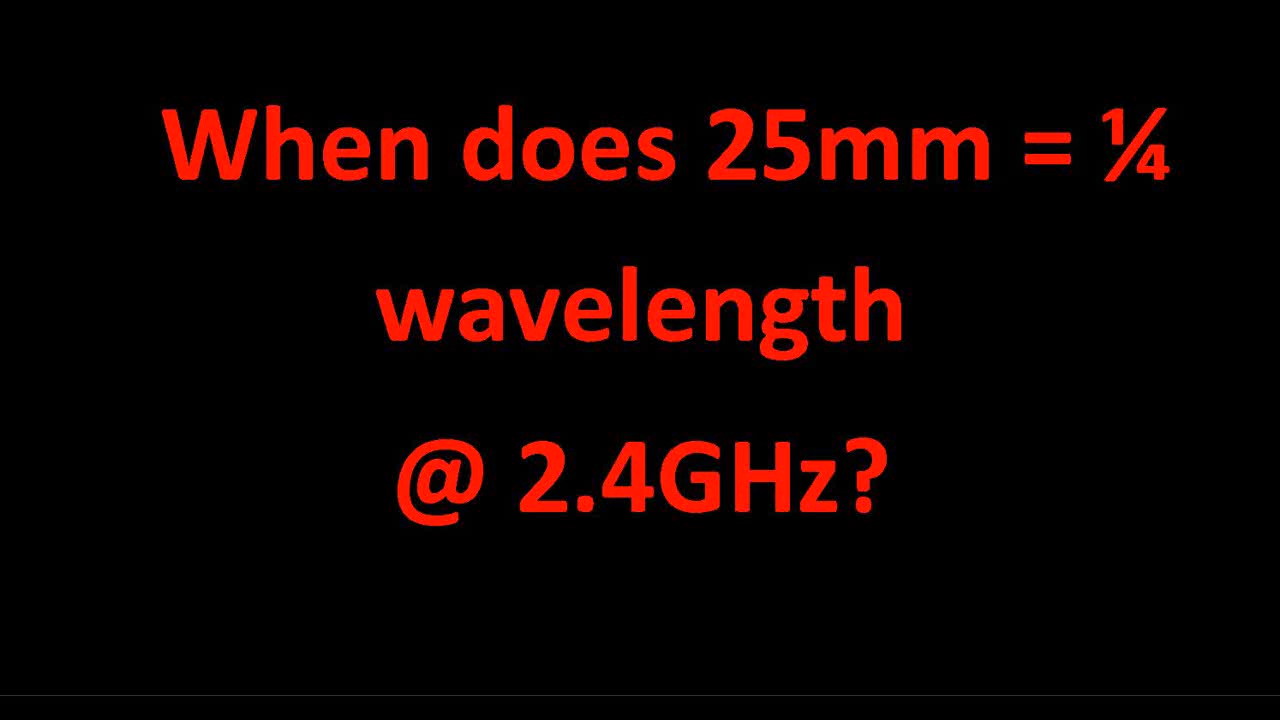 When does 25mm = ¼
wavelength
@ 2.4GHz?